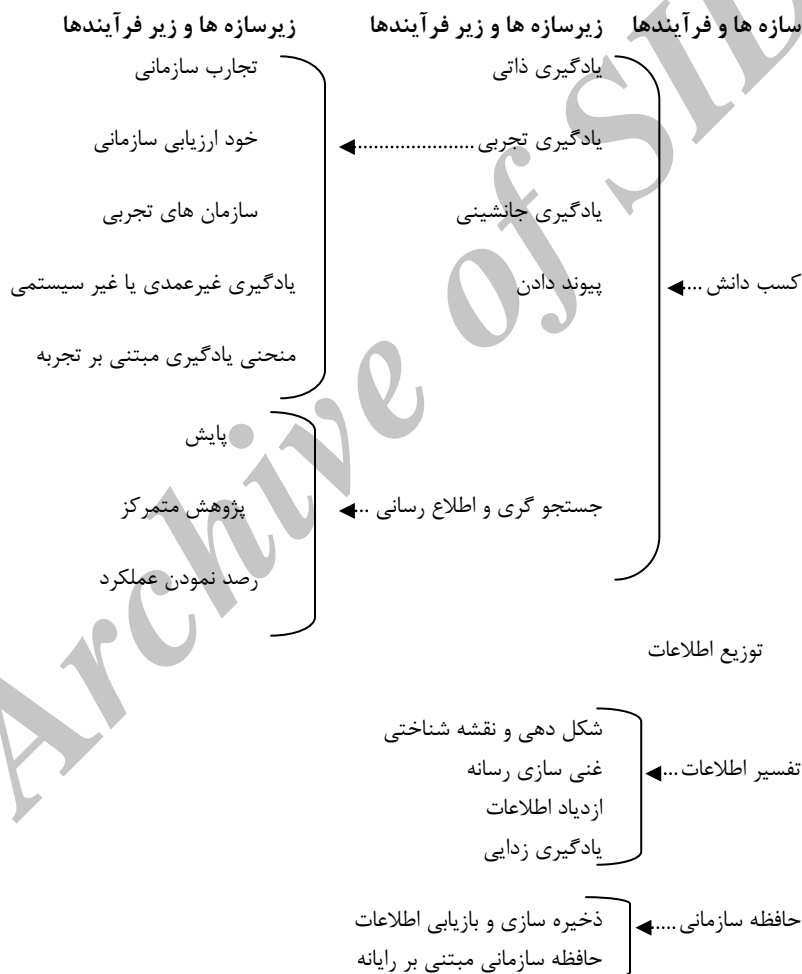 سازه ها و فرآیندها زیرسازه ها و زیر فرآیندها زیرسازه ها و زیر فرآیندها
یادگیری ذاتی تجارب سازمانی
یادگیری تجربی ....................... خود ارزیابی سازمانی
یادگیری جانشینی سازمان های تجربی
کسب دانش .... پیوند دادن یادگیری غیرعمدی یا غیر سیستمی
منحنی یادگیری مبتنی بر تجربه
پایش
جستجو گری و اطلاع رسانی ... پژوهش متمرکز
رصد نمودن عملکرد
توزیع اطلاعات
شکل دهی و نقشه شناختی
تفسیر اطلاعات ... غنی سازی رسانه
ازدیاد اطلاعات
یادگیری زدایی
حافظه سازمانی ..... ذخیره سازی و بازیابی اطلاعات
حافظه سازمانی مبتنی بر رایانه
Archive of SID